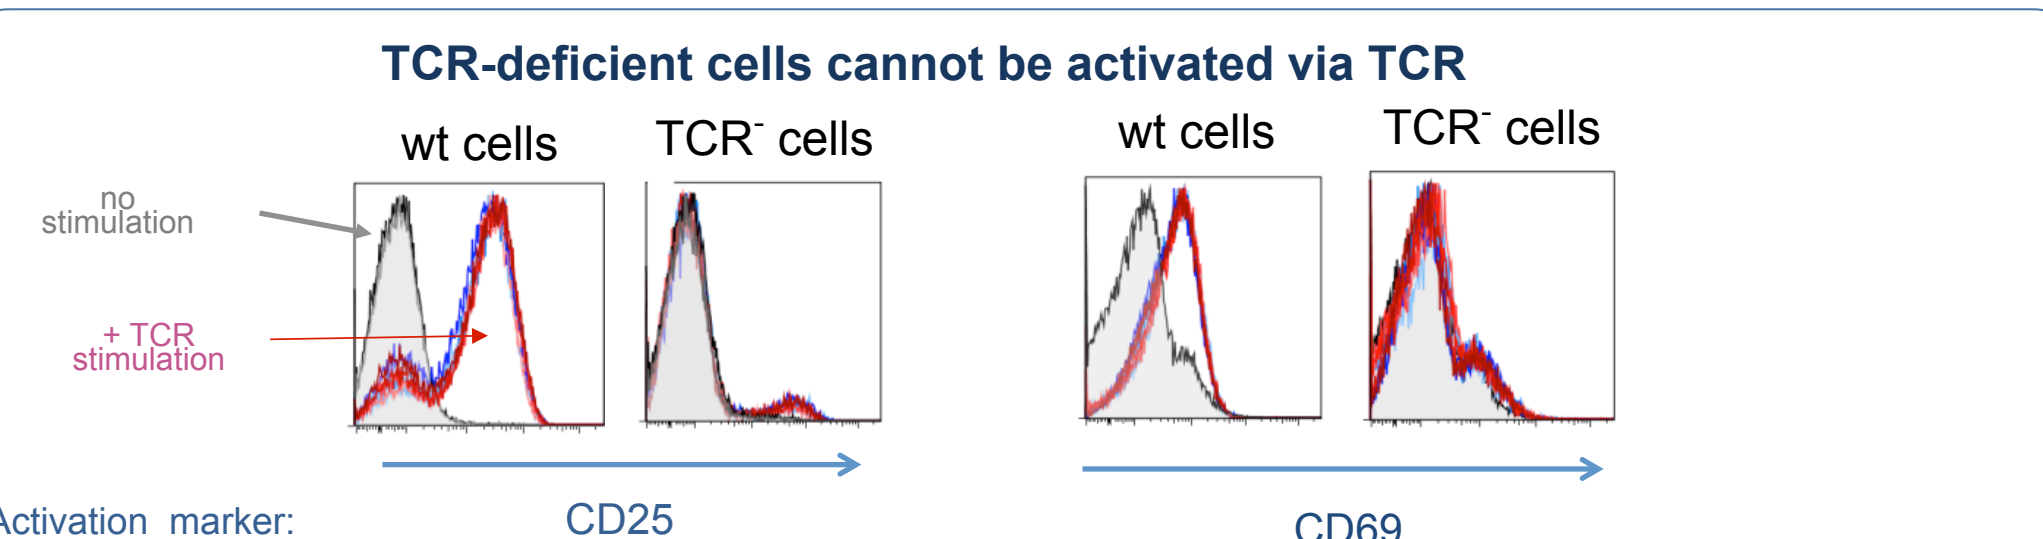 TCR-deficient cells cannot be activated via TCR
wt cells
TCR⁻ cells
wt cells
TCR⁻ cells
no
stimulation
+ TCR
stimulation
Activation marker:
CD25
CD69